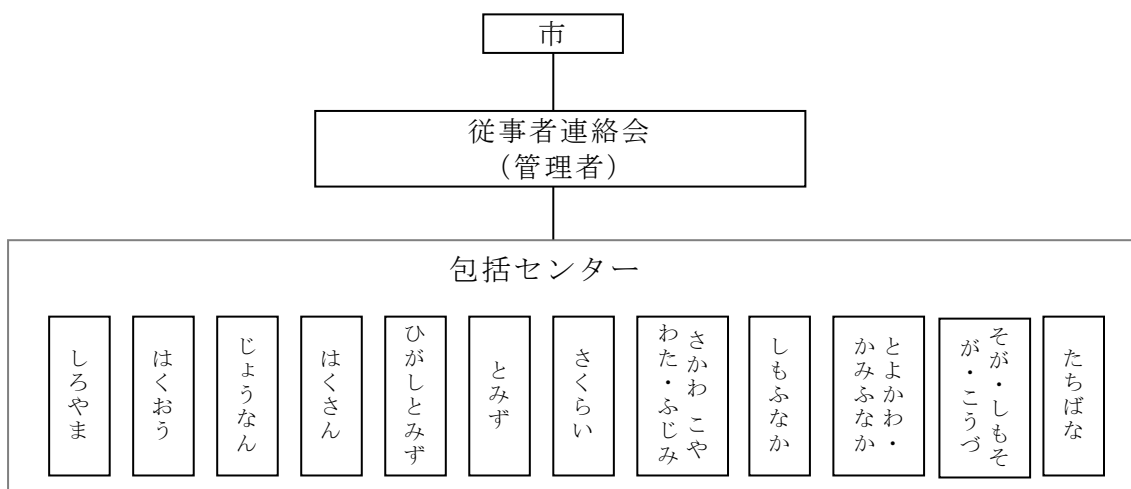 市
従事者連絡会
（管理者）
包括センター
しろやま
はくおう
じょうなん
はくさん
ひがしとみず
とみず
さくらい
さかわ こや
わた・ふじみ
しもふなか
とよかわ・
かみふなか
そが・しもそ
が・こうづ
たちばな